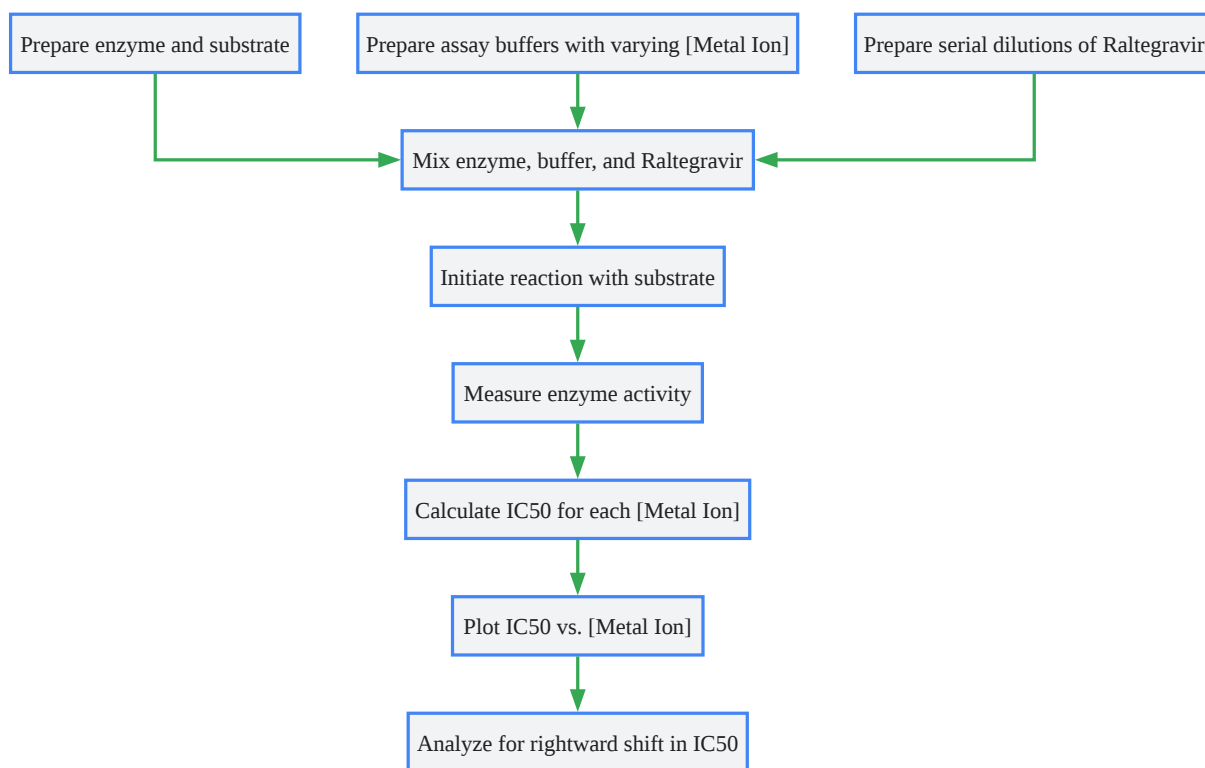 Prepare enzyme and substrate
Prepare assay buffers with varying [Metal Ion]
Prepare serial dilutions of Raltegravir
Mix enzyme, buffer, and Raltegravir
Initiate reaction with substrate
Measure enzyme activity
Calculate IC50 for each [Metal Ion]
Plot IC50 vs. [Metal Ion]
Analyze for rightward shift in IC50